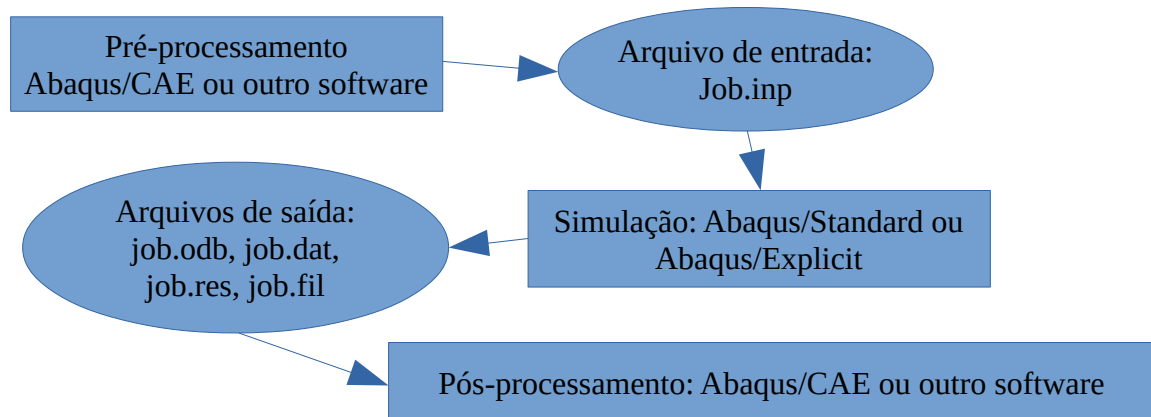 Pré-processamento
Abaqus/CAE ou outro software
Arquivo de entrada:
Job.inp
Simulação: Abaqus/Standard ou
Abaqus/Explicit
Arquivos de saída:
job.odb, job.dat,
job.res, job.fil
Pós-processamento: Abaqus/CAE ou outro software